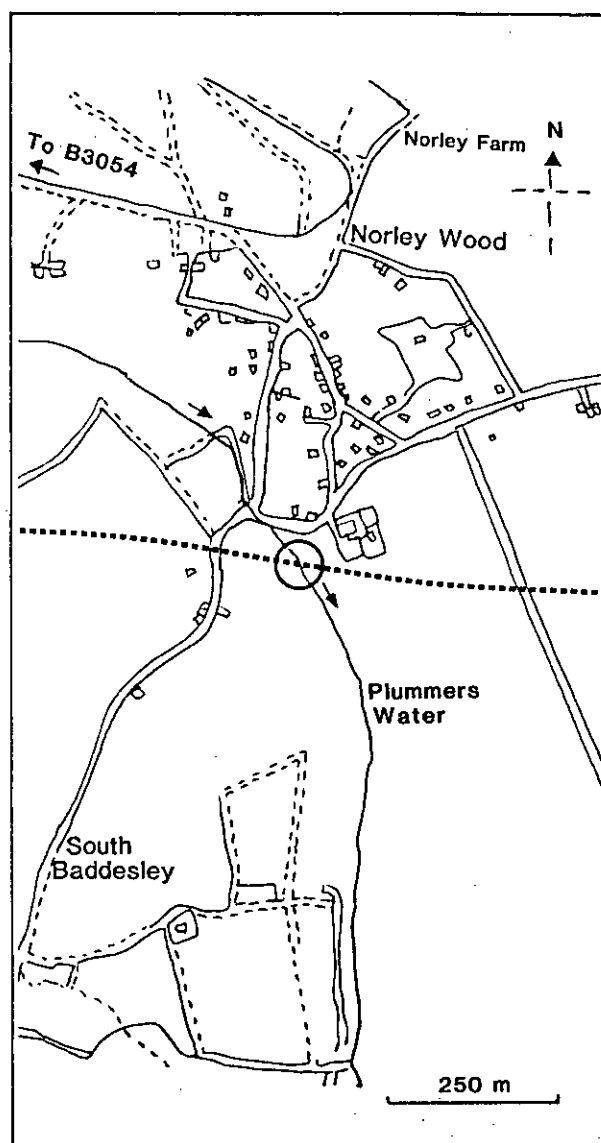 To B3054
Norley Farm
N
Norley Wood
Plummers
Water
South
Baddesley
250 m